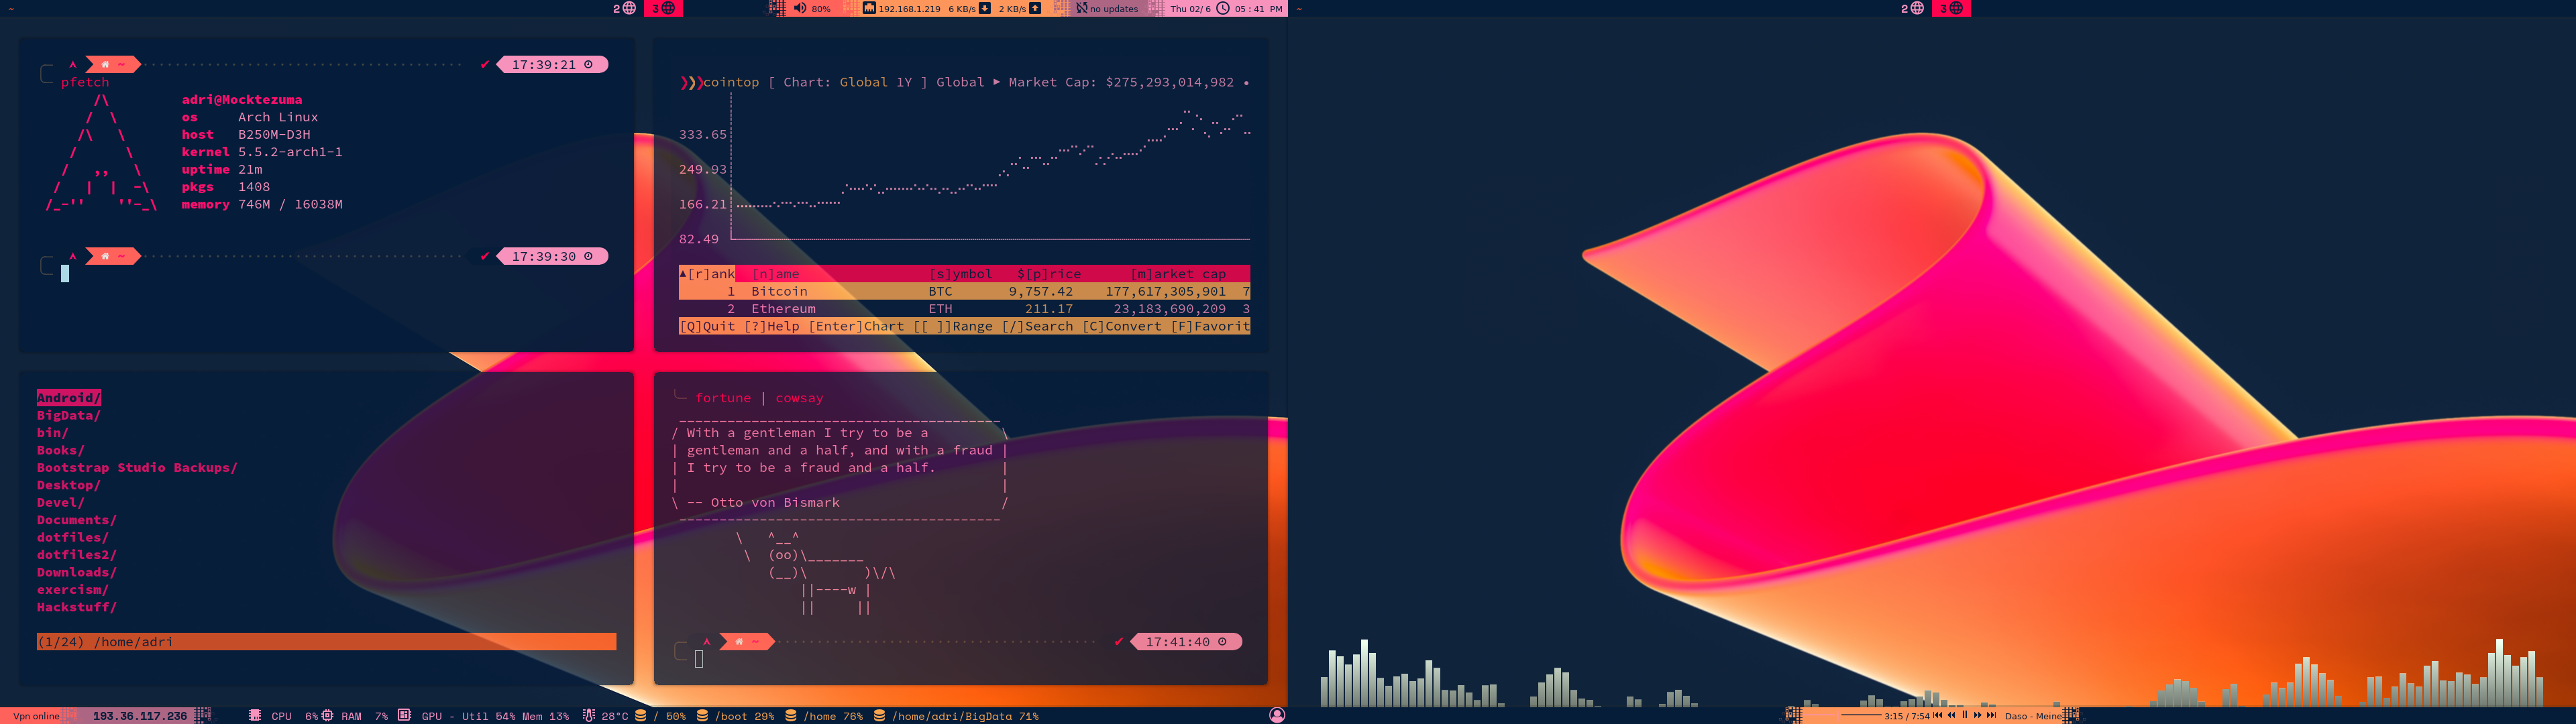 ~ 2 3 80% 192.168.1.219 6 KB/s 2 KB/s no updates Thu 02/ 6 05 : 41 PM
~ 2 3
~ 17:39:21
pfetch
adri@Mocktezuma
os Arch Linux
host B250M-D3H
kernel 5.5.2-arch1-1
uptime 21m
pkgs 1408
memory 746M / 16038M
~ 17:39:30
❯❯❯cointop [ Chart: Global 1Y ] Global ▶ Market Cap: $275,293,014,982 •
333.65
249.93
166.21
82.49
▲[r]ank [n]ame [s]ymbol $[p]rice [m]arket cap
1 Bitcoin BTC 9,757.42 177,617,305,901 7
2 Ethereum ETH 211.17 23,183,690,209 3
[Q]Quit [?]Help [Enter]Chart [[ ]]Range [/]Search [C]Convert [F]Favorit
Android/
BigData/
bin/
Books/
Bootstrap Studio Backups/
Desktop/
Devel/
Documents/
dotfiles/
dotfiles2/
Downloads/
exercism/
Hackstuff/
(1/24) /home/adri
fortune | cowsay
/ With a gentleman I try to be a \
| gentleman and a half, and with a fraud |
| I try to be a fraud and a half. |
| |
\ -- Otto von Bismark /
\ ^__^
\ (oo)\_______
(__)\ )\/\
||----w |
|| ||
~ 17:41:40
Vpn online 193.36.117.236 CPU 6% RAM 7% GPU - Util 54% Mem 13% 28°C / 50% /boot 29% /home 76% /home/adri/BigData 71%
3:15 / 7:54 Daso - Meine